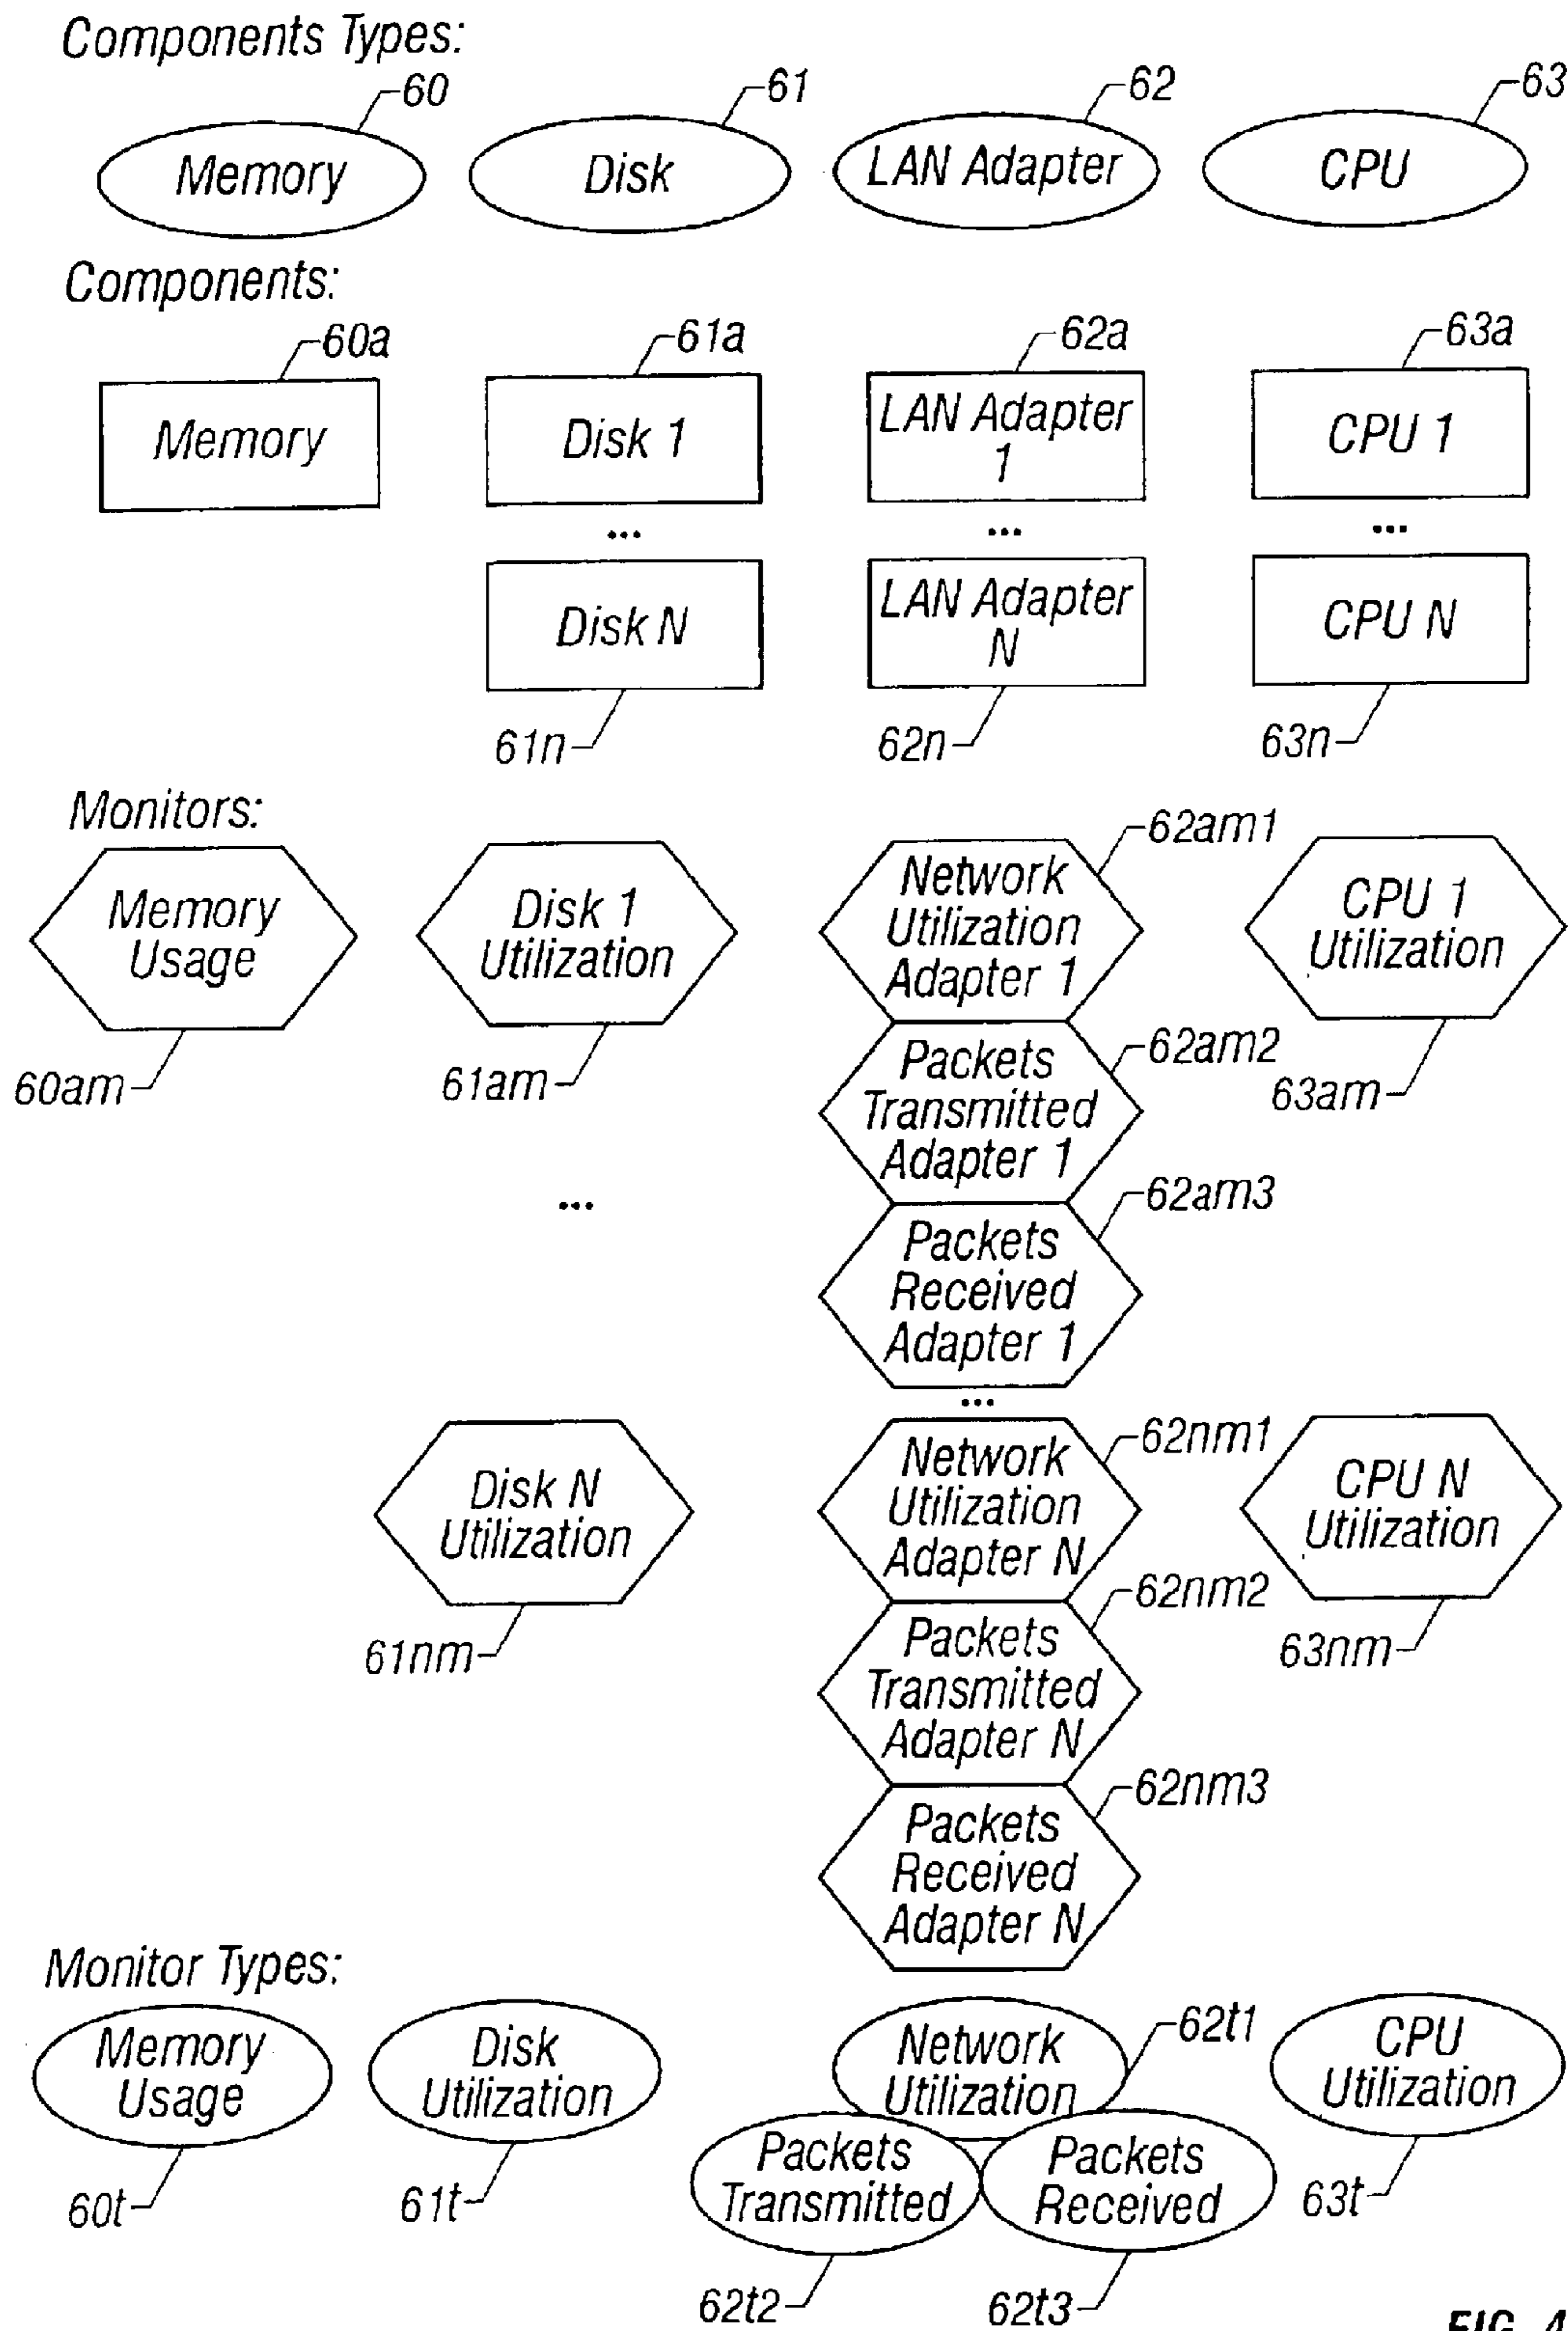 Components Types:
60
61
62
63
Memory
Disk
LAN Adapter
CPU
Components:
60a
61a
62a
63a
Memory
Disk 1
LAN Adapter
1
CPU 1
...
...
...
Disk N
LAN Adapter
N
CPU N
61n
62n
63n
Monitors:
62am1
Memory
Usage
Disk 1
Utilization
Network
Utilization
Adapter 1
CPU 1
Utilization
60am
61am
62am2
63am
Packets
Transmitted
Adapter 1
...
62am3
Packets
Received
Adapter 1
...
62nm1
Disk N
Utilization
Network
Utilization
Adapter N
CPU N
Utilization
61nm
62nm2
63nm
Packets
Transmitted
Adapter N
62nm3
Packets
Received
Adapter N
Monitor Types:
Memory
Usage
Disk
Utilization
Network
Utilization
62t1
CPU
Utilization
Packets
Transmitted
Packets
Received
60t
61t
63t
62t2
62t3
FIG. 4